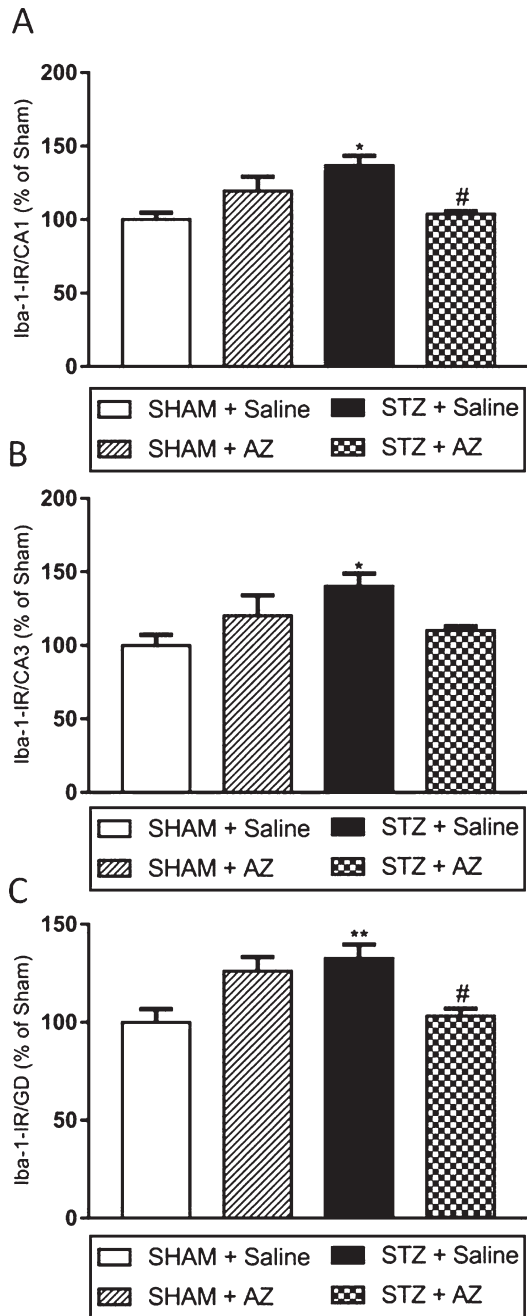 A
Iba-1-IR/CA1 (% of Sham)
200
150
100
50
0
*
#
SHAM + Saline
STZ + Saline
SHAM + AZ
STZ + AZ
B
Iba-1-IR/CA3 (% of Sham)
200
150
100
50
0
*
SHAM + Saline
STZ + Saline
SHAM + AZ
STZ + AZ
C
Iba-1-IR/GD (% of Sham)
150
100
50
0
**
#
SHAM + Saline
STZ + Saline
SHAM + AZ
STZ + AZ